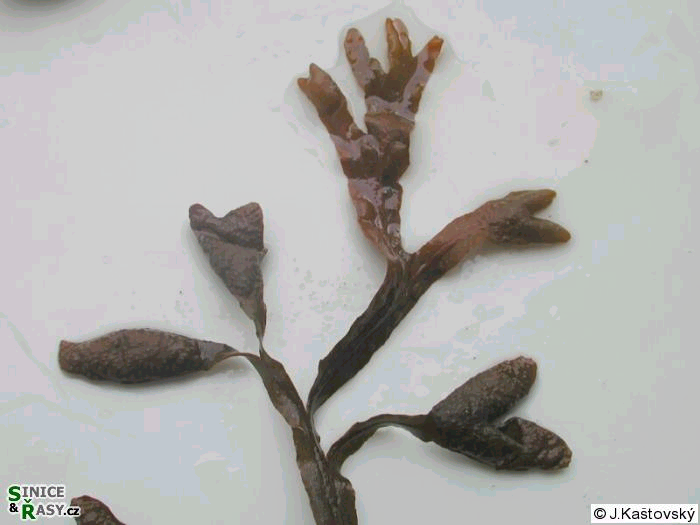 SINICE
& ŘASY.cz
© J.Kaštovský